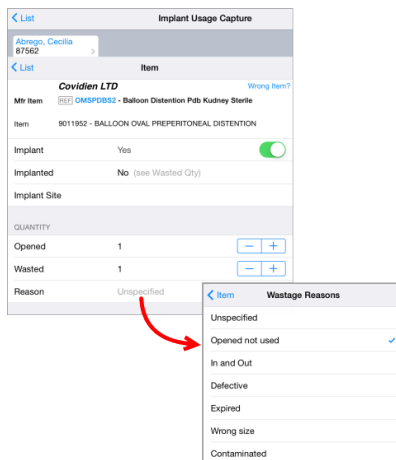 List Implant Usage Capture
Abrego, Cecilia
87562
List Item
Covidien LTD Wrong Item?
Mfr Item REF OMSPDBS2 - Balloon Distention Pdb Kudney Sterile
Item 9011952 - BALLOON OVAL PREPERITONEAL DISTENTION
Implant Yes
Implanted No (see Wasted Qty)
Implant Site
QUANTITY
Opened 1 − +
Wasted 1 − +
Reason Unspecified
Item Wastage Reasons
Unspecified
Opened not used
In and Out
Defective
Expired
Wrong size
Contaminated